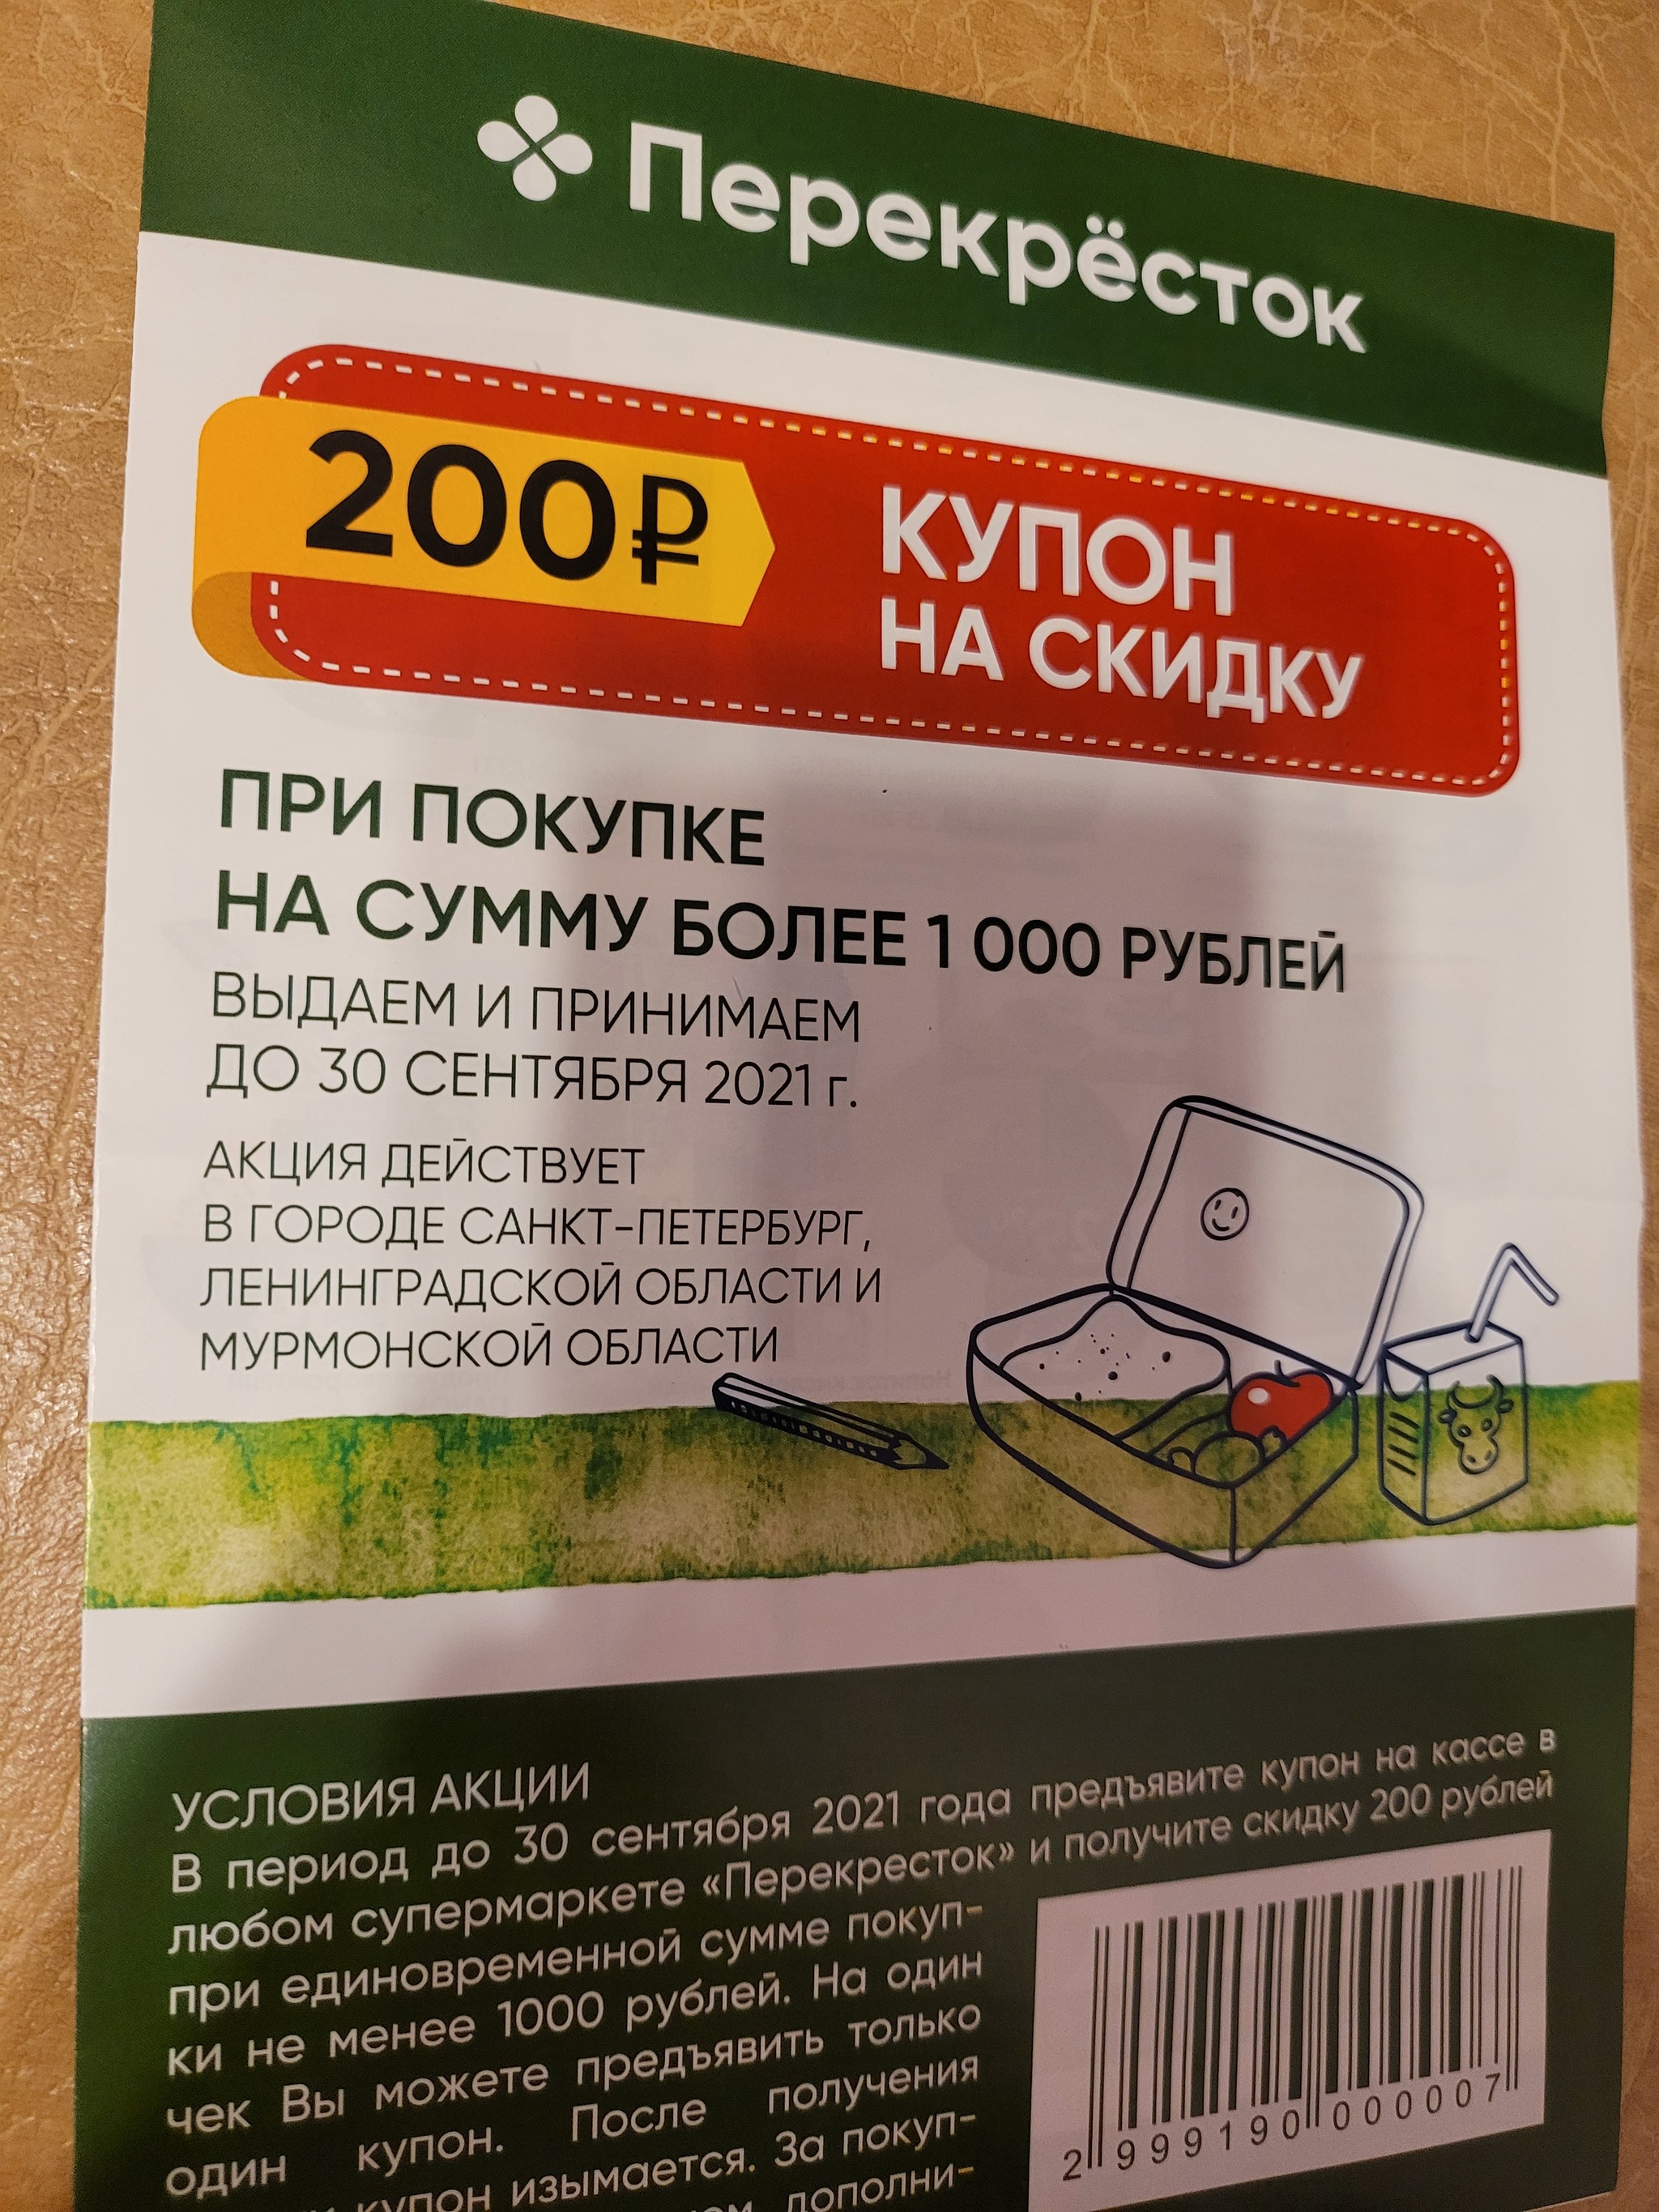 Перекрёсток
200₽
КУПОН
НА СКИДКУ
ПРИ ПОКУПКЕ
НА СУММУ БОЛЕЕ 1 000 РУБЛЕЙ
ВЫДАЕМ И ПРИНИМАЕМ
ДО 30 СЕНТЯБРЯ 2021 г.
АКЦИЯ ДЕЙСТВУЕТ
В ГОРОДЕ САНКТ-ПЕТЕРБУРГ,
ЛЕНИНГРАДСКОЙ ОБЛАСТИ И
МУРМОНСКОЙ ОБЛАСТИ
УСЛОВИЯ АКЦИИ
В период до 30 сентября 2021 года предъявите купон на кассе в
любом супермаркете «Перекресток» и получите скидку 200 рублей
при единовременной сумме покуп-
ки не менее 1000 рублей. На один
чек Вы можете предъявить только
один купон. После получения
купон изымается. За покуп-
дополни-
2 999190 000007